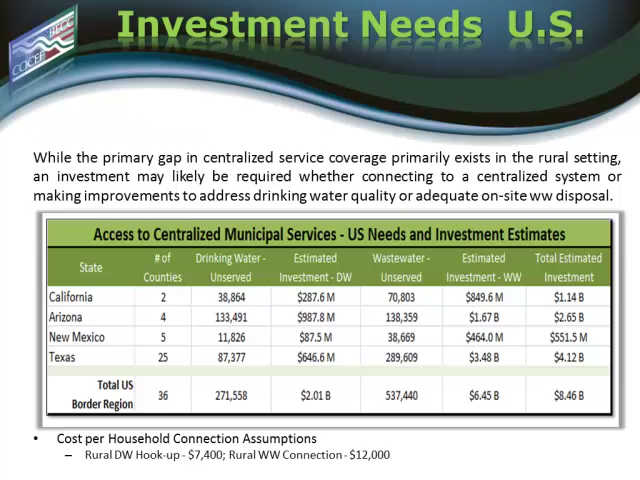 Investment Needs U.S.
BECC
COCEF
While the primary gap in centralized service coverage primarily exists in the rural setting,
an investment may likely be required whether connecting to a centralized system or
making improvements to address drinking water quality or adequate on-site ww disposal.
Access to Centralized Municipal Services - US Needs and Investment Estimates
State # of Counties Drinking Water - Unserved Estimated Investment - DW Wastewater - Unserved Estimated Investment - WW Total Estimated Investment
California 2 38,864 $287.6 M 70,803 $849.6 M $1.14 B
Arizona 4 133,491 $987.8 M 138,359 $1.67 B $2.65 B
New Mexico 5 11,826 $87.5 M 38,669 $464.0 M $551.5 M
Texas 25 87,377 $646.6 M 289,609 $3.48 B $4.12 B
Total US Border Region 36 271,558 $2.01 B 537,440 $6.45 B $8.46 B
• Cost per Household Connection Assumptions
– Rural DW Hook-up - $7,400; Rural WW Connection - $12,000